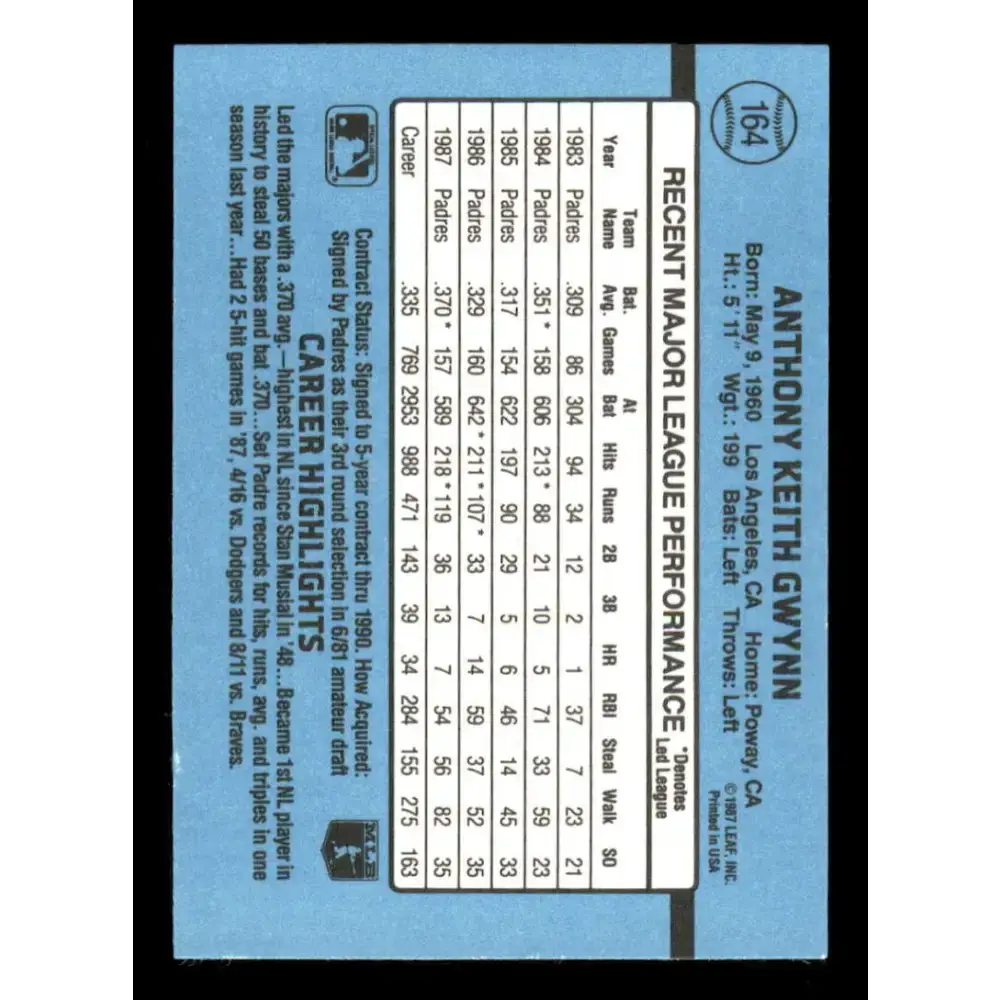 164
ANTHONY KEITH GWYNN
Born: May 9, 1960 Los Angeles, CA Home: Poway, CA
Ht.: 5'11" Wgt.: 199 Bats: Left Throws: Left
©1987 LEAF, INC.
Printed in USA
RECENT MAJOR LEAGUE PERFORMANCE *Denotes Led League
Year Team Name Bat. Avg. Games At Bat Hits Runs 2B 3B HR RBI Steal Walk SO
1983 Padres .309 86 304 94 34 12 2 1 37 7 23 21
1984 Padres .351* 158 606 213* 88 21 10 5 71 33 59 23
1985 Padres .317 154 622 197 90 29 5 6 46 14 45 33
1986 Padres .329 160 642* 211* 107* 33 7 14 59 37 52 35
1987 Padres .370* 157 589 218* 119 36 13 7 54 56 82 35
Career .335 769 2953 988 471 143 39 34 284 155 275 163
Contract Status: Signed to 5-year contract thru 1990. How Acquired:
Signed by Padres as their 3rd round selection in 6/81 amateur draft
MLB
CAREER HIGHLIGHTS
Led the majors with a .370 avg.—highest in NL since Stan Musial in '48...Became 1st NL player in
history to steal 50 bases and bat .370...Set Padre records for hits, runs, avg. and triples in one
season last year...Had 2 5-hit games in '87, 4/16 vs. Dodgers and 8/11 vs. Braves.